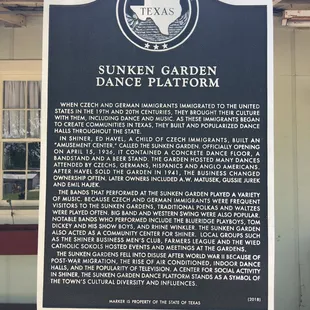 TEXAS
SUNKEN GARDEN
DANCE PLATFORM
WHEN CZECH AND GERMAN IMMIGRANTS IMMIGRATED TO THE UNITED
STATES IN THE 19TH AND 20TH CENTURIES, THEY BROUGHT THEIR CULTURE
WITH THEM, INCLUDING DANCE AND MUSIC. AS THESE IMMIGRANTS BEGAN
TO CREATE COMMUNITIES IN TEXAS, THEY BUILT AND POPULARIZED DANCE
HALLS THROUGHOUT THE STATE.
IN SHINER, ED HAVEL, A CHILD OF CZECH IMMIGRANTS, BUILT AN
"AMUSEMENT CENTER," CALLED THE SUNKEN GARDEN. OFFICIALLY OPENING
ON APRIL 15, 1936, IT CONTAINED A CONCRETE DANCE FLOOR, A
BANDSTAND AND A BEER STAND. THE GARDEN HOSTED MANY DANCES
ATTENDED BY CZECHS, GERMANS, HISPANICS AND ANGLO AMERICANS.
AFTER HAVEL SOLD THE GARDEN IN 1941, THE BUSINESS CHANGED
OWNERSHIP OFTEN. LATER OWNERS INCLUDED A.W. MATUSEK, GUSSIE JUREK
AND EMIL HAJEK.
THE BANDS THAT PERFORMED AT THE SUNKEN GARDEN PLAYED A VARIETY
OF MUSIC. BECAUSE CZECH AND GERMAN IMMIGRANTS WERE FREQUENT
VISITORS TO THE SUNKEN GARDENS, TRADITIONAL POLKAS AND WALTZES
WERE PLAYED OFTEN. BIG BAND AND WESTERN SWING WERE ALSO POPULAR.
NOTABLE BANDS WHO PERFORMED INCLUDE THE BLUERIDGE PLAYBOYS, TOM
DICKEY AND HIS SHOW BOYS, AND RHINE WINKLER. THE SUNKEN GARDEN
ALSO ACTED AS A COMMUNITY CENTER FOR SHINER. LOCAL GROUPS SUCH
AS THE SHINER BUSINESS MEN'S CLUB, FARMERS LEAGUE AND THE WIED
CATHOLIC SOKOLS HOSTED EVENTS AND MEETINGS AT THE GARDENS.
THE SUNKEN GARDENS FELL INTO DISUSE AFTER WORLD WAR II BECAUSE OF
POST-WAR MIGRATION, THE RISE OF AIR CONDITIONED, INDOOR DANCE
HALLS, AND THE POPULARITY OF TELEVISION. A CENTER FOR SOCIAL ACTIVITY
IN SHINER, THE SUNKEN GARDEN DANCE PLATFORM STANDS AS A SYMBOL OF
THE TOWN'S CULTURAL DIVERSITY AND INFLUENCES.
(2018)
MARKER IS PROPERTY OF THE STATE OF TEXAS